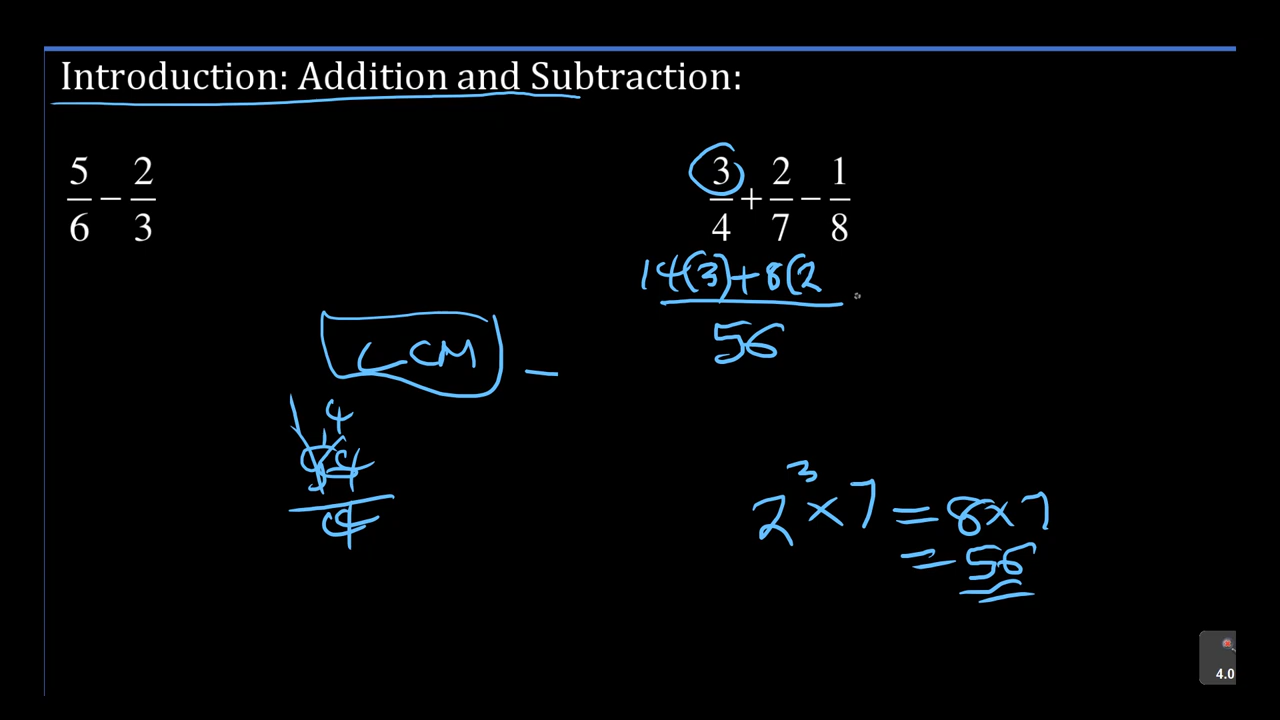 Introduction: Addition and Subtraction:
5/6 − 2/3
3/4 + 2/7 − 1/8
14(3)+8(2
56
LCM –
2³×7 = 8×7
= 56
4.0